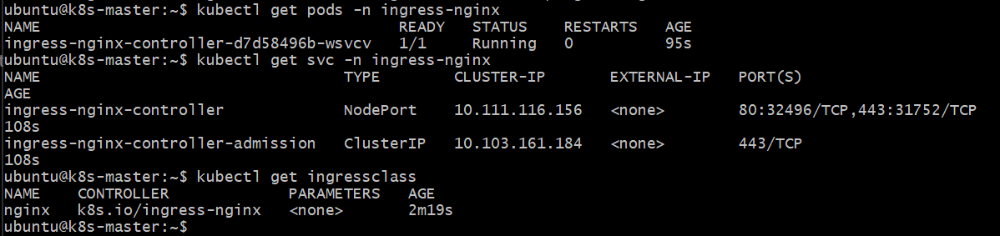 ubuntu@k8s-master:~$ kubectl get pods -n ingress-nginx
NAME                                       READY   STATUS    RESTARTS   AGE
ingress-nginx-controller-d7d58496b-wsvcv   1/1     Running   0          95s
ubuntu@k8s-master:~$ kubectl get svc -n ingress-nginx
NAME                                 TYPE        CLUSTER-IP       EXTERNAL-IP   PORT(S)
AGE
ingress-nginx-controller             NodePort    10.111.116.156   <none>        80:32496/TCP,443:31752/TCP
108s
ingress-nginx-controller-admission   ClusterIP   10.103.161.184   <none>        443/TCP
108s
ubuntu@k8s-master:~$ kubectl get ingressclass
NAME    CONTROLLER             PARAMETERS   AGE
nginx   k8s.io/ingress-nginx   <none>       2m19s
ubuntu@k8s-master:~$